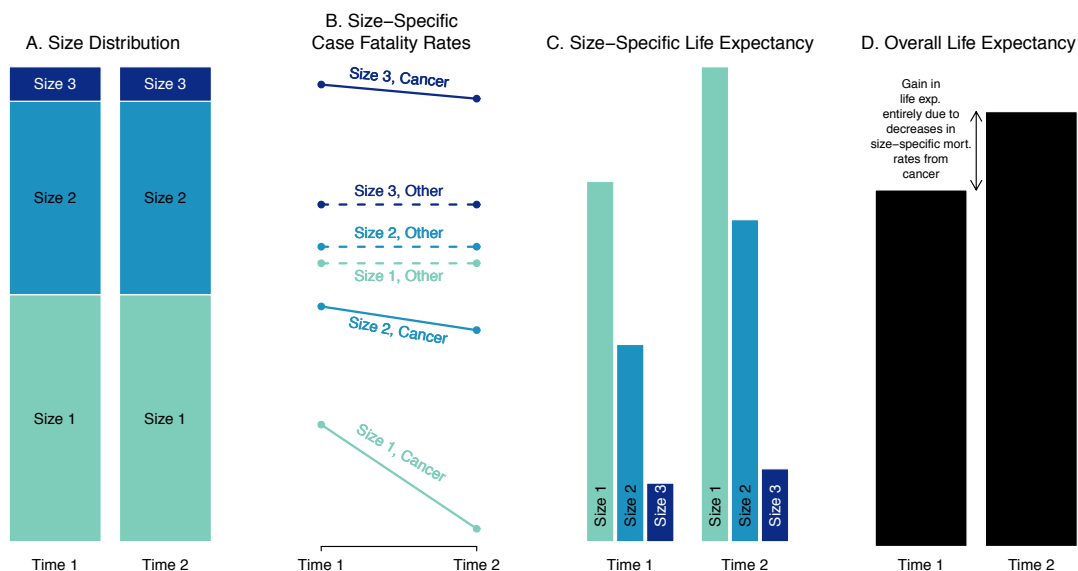 A. Size Distribution
Size 3
Size 3
Size 2
Size 2
Size 1
Size 1
Time 1
Time 2
B. Size−Specific
Case Fatality Rates
Size 3, Cancer
Size 3, Other
Size 2, Other
Size 1, Other
Size 2, Cancer
Size 1, Cancer
Time 1
Time 2
C. Size−Specific Life Expectancy
Size 1
Size 2
Size 3
Size 1
Size 2
Size 3
Time 1
Time 2
D. Overall Life Expectancy
Gain in
life exp.
entirely due to
decreases in
size−specific mort.
rates from
cancer
Time 1
Time 2